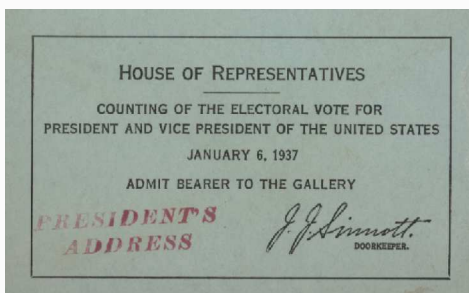 HOUSE OF REPRESENTATIVES
COUNTING OF THE ELECTORAL VOTE FOR
PRESIDENT AND VICE PRESIDENT OF THE UNITED STATES
JANUARY 6, 1937
ADMIT BEARER TO THE GALLERY
PRESIDENT'S
ADDRESS
J. J. Sinnott.
DOORKEEPER.